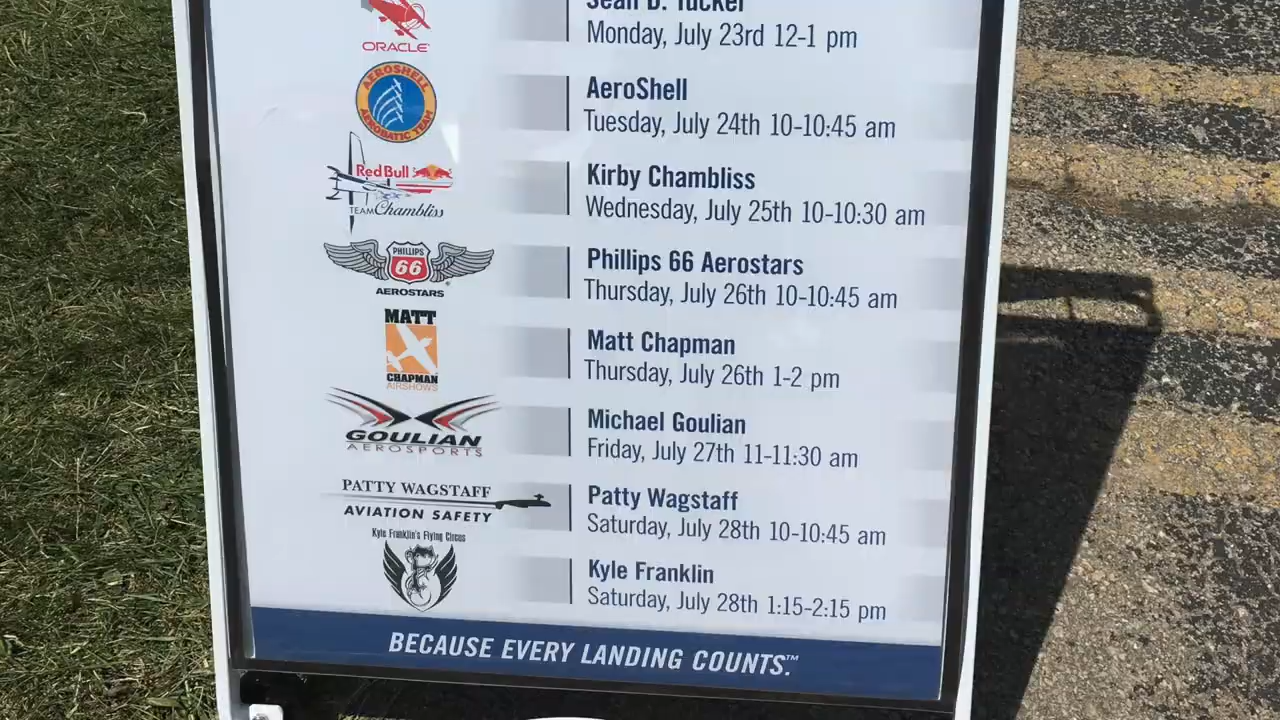 Sean D. Tucker
ORACLE
Monday, July 23rd 12-1 pm
AEROSHELL
AEROBATIC TEAM
AeroShell
Tuesday, July 24th 10-10:45 am
Red Bull
TEAM Chambliss
Kirby Chambliss
Wednesday, July 25th 10-10:30 am
PHILLIPS
66
AEROSTARS
Phillips 66 Aerostars
Thursday, July 26th 10-10:45 am
MATT
CHAPMAN
AIRSHOWS
Matt Chapman
Thursday, July 26th 1-2 pm
GOULIAN
AEROSPORTS
Michael Goulian
Friday, July 27th 11-11:30 am
PATTY WAGSTAFF
AVIATION SAFETY
Patty Wagstaff
Saturday, July 28th 10-10:45 am
Kyle Franklin's Flying Circus
Kyle Franklin
Saturday, July 28th 1:15-2:15 pm
BECAUSE EVERY LANDING COUNTS.™